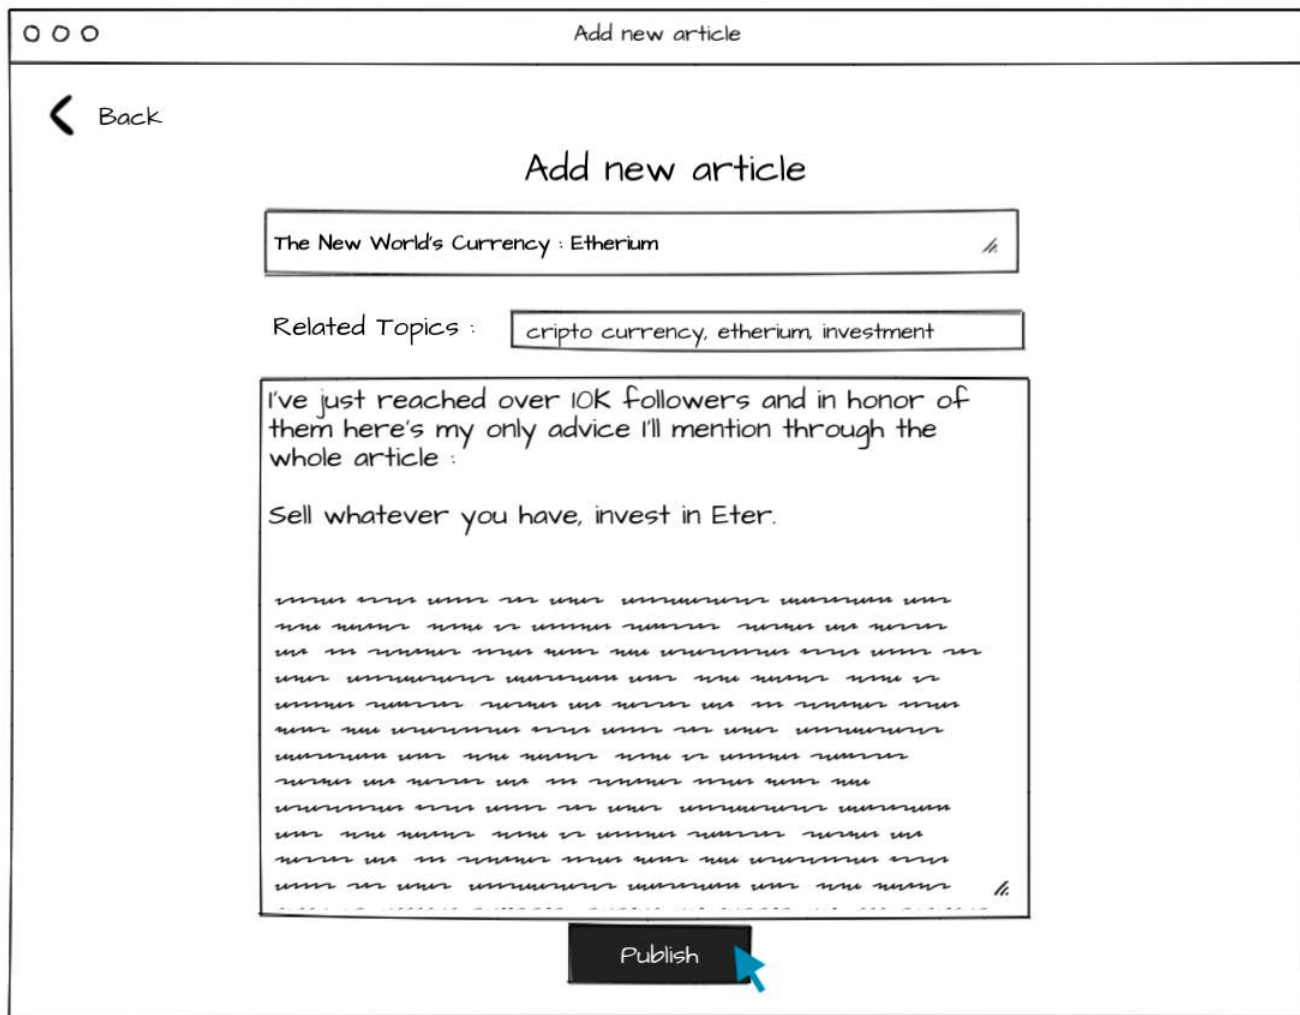 Add new article
Back
Add new article
The New World's Currency : Etherium
Related Topics :
cripto currency, etherium, investment
I've just reached over 10K followers and in honor of
them here's my only advice I'll mention through the
whole article :
Sell whatever you have, invest in Eter.
Publish